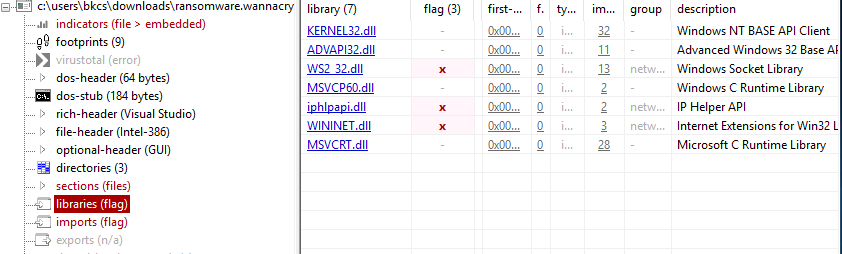 c:\users\bkcs\downloads\ransomware.wannacry
indicators (file > embedded)
footprints (9)
virustotal (error)
dos-header (64 bytes)
dos-stub (184 bytes)
rich-header (Visual Studio)
file-header (Intel-386)
optional-header (GUI)
directories (3)
sections (files)
libraries (flag)
imports (flag)
exports (n/a)
library (7) flag (3) first-... f. ty... im... group description
KERNEL32.dll - 0x00... 0 i... 32 - Windows NT BASE API Client
ADVAPI32.dll - 0x00... 0 i... 11 - Advanced Windows 32 Base AP
WS2_32.dll x 0x00... 0 i... 13 netw... Windows Socket Library
MSVCP60.dll - 0x00... 0 i... 2 - Windows C Runtime Library
iphlpapi.dll x 0x00... 0 i... 2 netw... IP Helper API
WININET.dll x 0x00... 0 i... 3 netw... Internet Extensions for Win32 L
MSVCRT.dll - 0x00... 0 i... 28 - Microsoft C Runtime Library